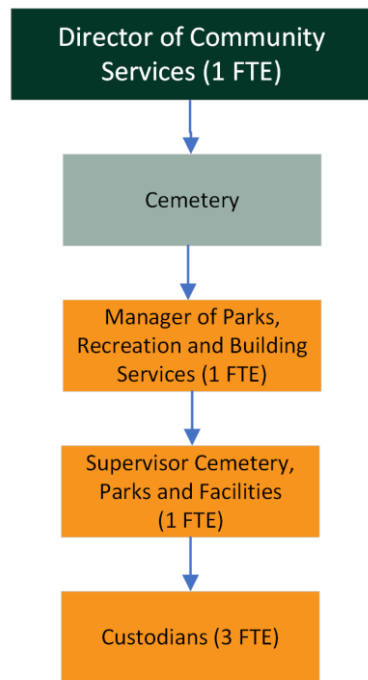 Director of Community
Services (1 FTE)
Cemetery
Manager of Parks,
Recreation and Building
Services (1 FTE)
Supervisor Cemetery,
Parks and Facilities
(1 FTE)
Custodians (3 FTE)